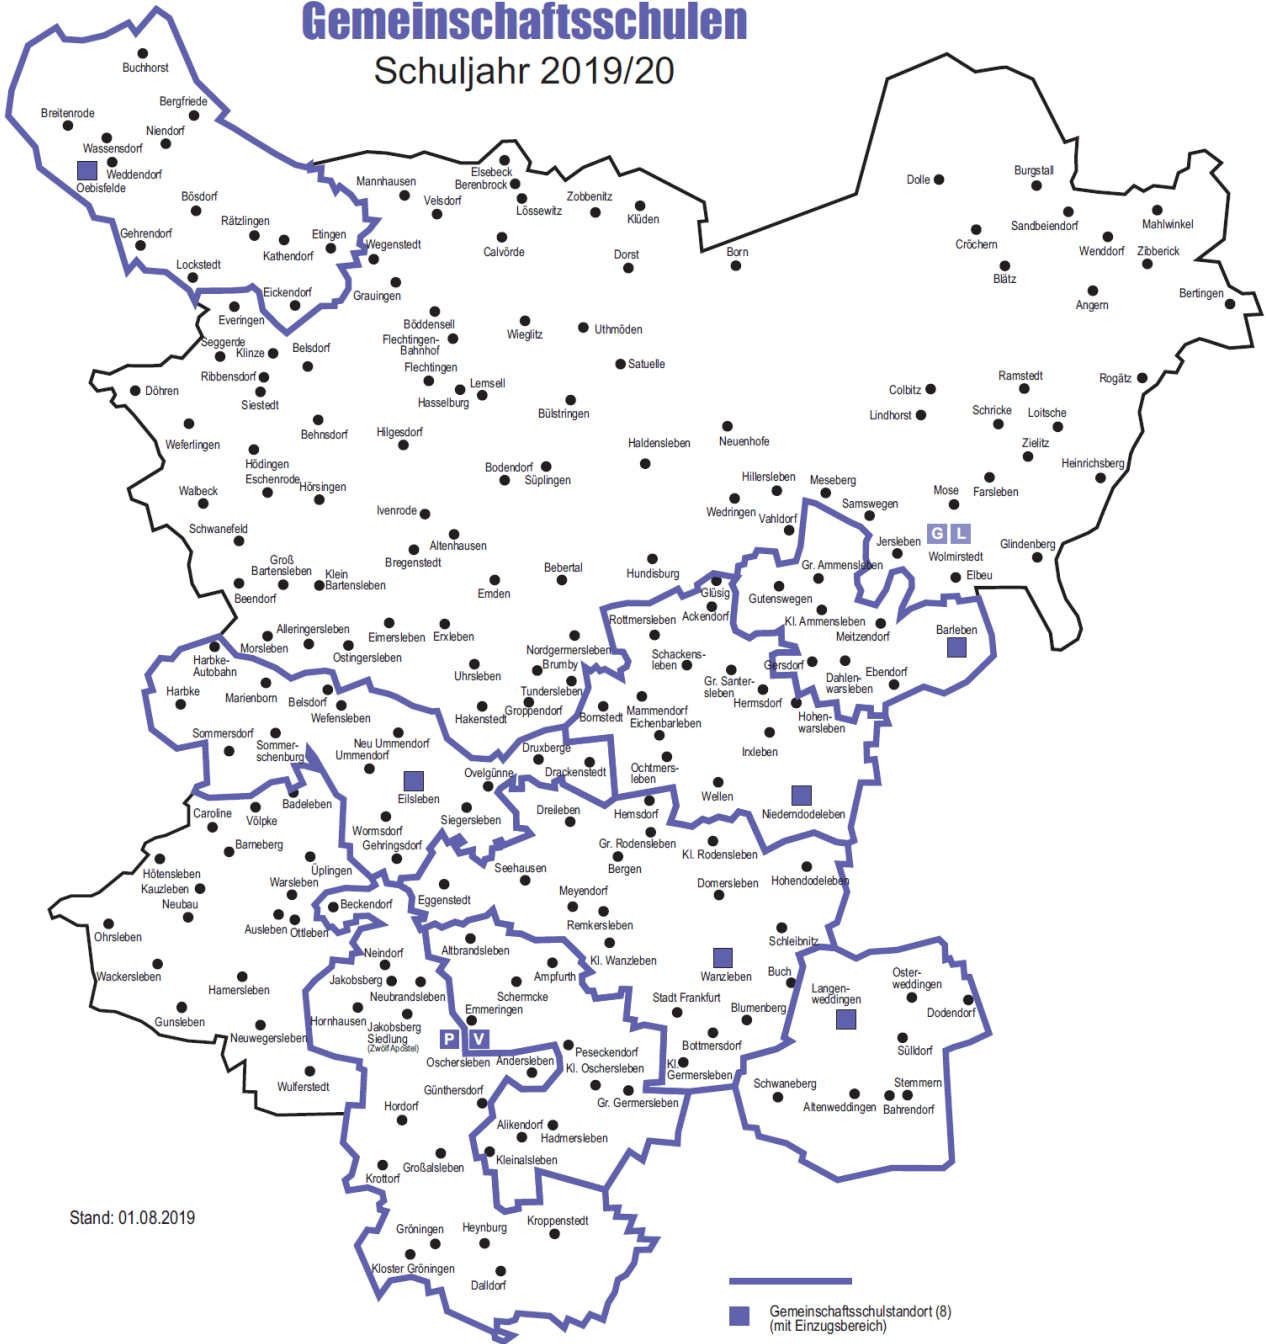 Gemeinschaftsschulen
Schuljahr 2019/20
Buchhorst
Bergfriede
Breitenrode
Niendorf
Wassensdorf
Weddendorf
Oebisfelde
Bösdorf
Rätzlingen
Gehrendorf
Kathendorf
Etingen
Lockstedt
Eickendorf
Everingen
Wegenstedt
Mannhausen
Velsdorf
Elsebeck
Berenbrock
Lössewitz
Zobbenitz
Klüden
Calvörde
Dorst
Born
Grauingen
Dolle
Burgstall
Sandbeiendorf
Mahlwinkel
Cröchern
Wenddorf
Zibberick
Blätz
Angern
Bertingen
Böddensell
Flechtingen-
Bahnhof
Wieglitz
Uthmöden
Seggerde
Klinze
Belsdorf
Ribbensdorf
Siestedt
Döhren
Flechtingen
Lemsell
Hasselburg
Satuelle
Bülstringen
Colbitz
Ramstedt
Rogätz
Lindhorst
Schricke
Loitsche
Zielitz
Heinrichsberg
Weferlingen
Behnsdorf
Hilgesdorf
Haldensleben
Neuenhofe
Hödingen
Eschenrode
Hörsingen
Bodendorf
Süplingen
Hillersleben
Meseberg
Samswegen
Mose
Farsleben
Walbeck
Ivenrode
Wedringen
Vahldorf
G L
Schwanefeld
Altenhausen
Jersleben
Wolmirstedt
Glindenberg
Groß
Bartensleben
Klein
Bartensleben
Bregenstedt
Bebertal
Hundisburg
Gr. Ammensleben
Elbeu
Beendorf
Emden
Glüsig
Gutenswegen
Ackendorf
Rottmersleben
Kl. Ammensleben
Meitzendorf
Barleben
Alleringersleben
Eimersleben
Erxleben
Morsleben
Ostingersleben
Nordgermersleben
Brumby
Schackens-
leben
Gersdorf
Harbke-
Autobahn
Uhrsleben
Tundersleben
Gr. Santer-
sleben
Dahlen-
warsleben
Ebendorf
Harbke
Marienborn
Belsdorf
Wefensleben
Hakenstedt
Groppendorf
Bornstedt
Mammendorf
Eichenbarleben
Hermsdorf
Hohen-
warsleben
Sommersdorf
Sommer-
schenburg
Neu Ummendorf
Ummendorf
Druxberge
Irxleben
Ovelgünne
Drackenstedt
Ochtmers-
leben
Eilsleben
Wellen
Badeleben
Caroline
Völpke
Siegersleben
Dreileben
Hemsdorf
Niederndodeleben
Wormsdorf
Gehringsdorf
Barneberg
Gr. Rodensleben
Kl. Rodensleben
Hötensleben
Üplingen
Seehausen
Bergen
Hohendodeleben
Kauzleben
Warsleben
Domersleben
Neubau
Beckendorf
Eggenstedt
Meyendorf
Remkersleben
Ausleben
Ottleben
Ohrsleben
Schleibnitz
Altbrandsleben
Kl. Wanzleben
Neindorf
Wackersleben
Jakobsberg
Ampfurth
Wanzleben
Buch
Oster-
weddingen
Langen-
weddingen
Hamersleben
Neubrandsleben
Schermcke
Stadt Frankfurt
Blumenberg
Dodendorf
Gunsleben
Hornhausen
Emmeringen
Jakobsberg
Siedlung
(Zwölf Apostel)
P V
Neuwegersleben
Bottmersdorf
Sülldorf
Oschersleben
Andersleben
Peseckendorf
Kl. Oschersleben
Kl.
Germersleben
Wulferstedt
Günthersdorf
Gr. Germersleben
Schwaneberg
Stemmern
Altenweddingen
Bahrendorf
Hordorf
Alikendorf
Hadmersleben
Großalsleben
Kleinalsleben
Krottorf
Stand: 01.08.2019
Gröningen
Heynburg
Kroppenstedt
Kloster Gröningen
Dalldorf
Gemeinschaftsschulstandort (8)
(mit Einzugsbereich)